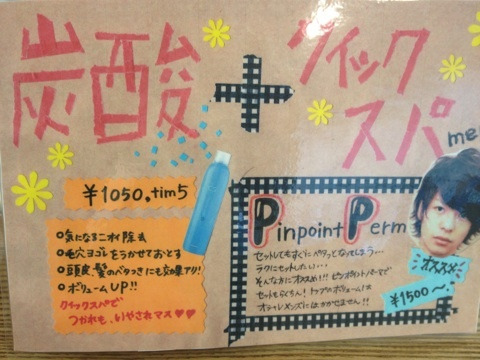 炭酸+クイック
スパ
men
¥1050.tim5
○気になるニオイ除去
○毛穴ヨゴレをうかせておとす
○頭皮、髪のベタつきにも効果アリ!
○ボリュームUP!!
クイックスパで
つかれも、いやされマス♥♥
Pinpoint Perm
セットしてもすぐにペタッとなってしまう…
ラクにセットしたい…
そんな方にオススメ!! ピンポイントパーマで
セットもらくちん! トップのボリュームは
オシャレメンズにはかかせません!!
オススメ
¥1500〜